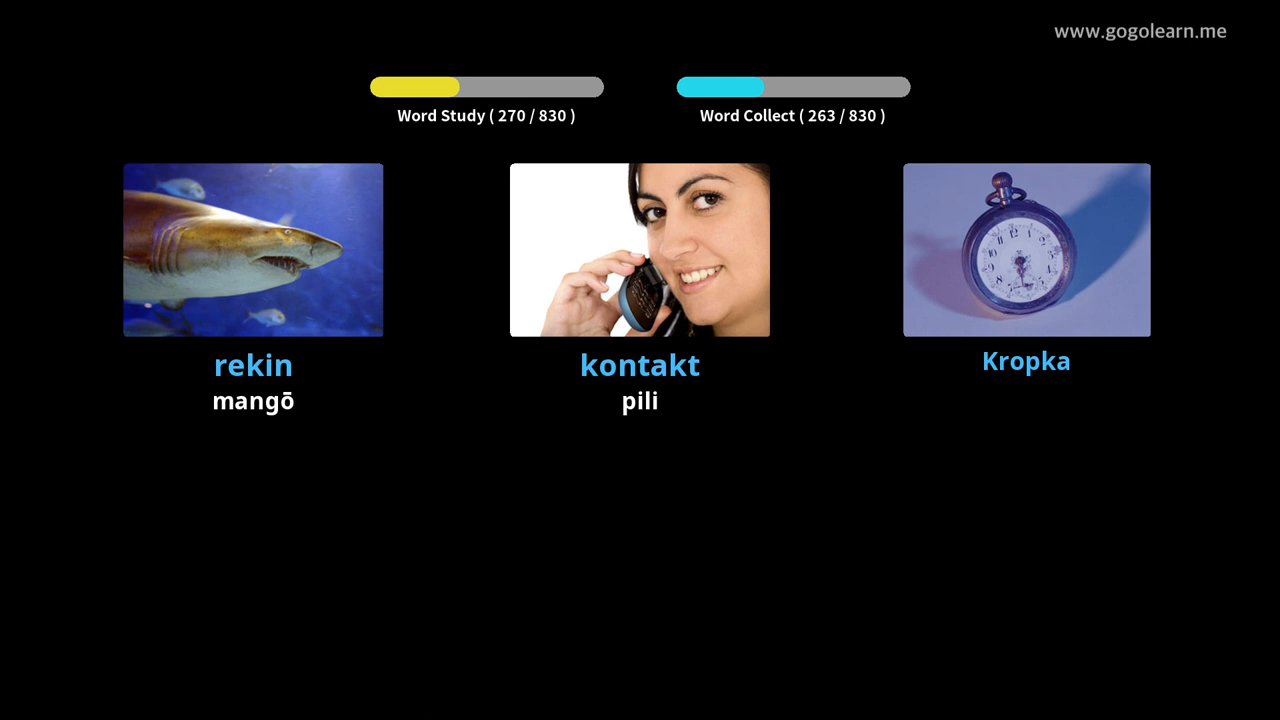 www.gogolearn.me
Word Study ( 270 / 830 )
Word Collect ( 263 / 830 )
rekin
mangō
kontakt
pili
Kropka